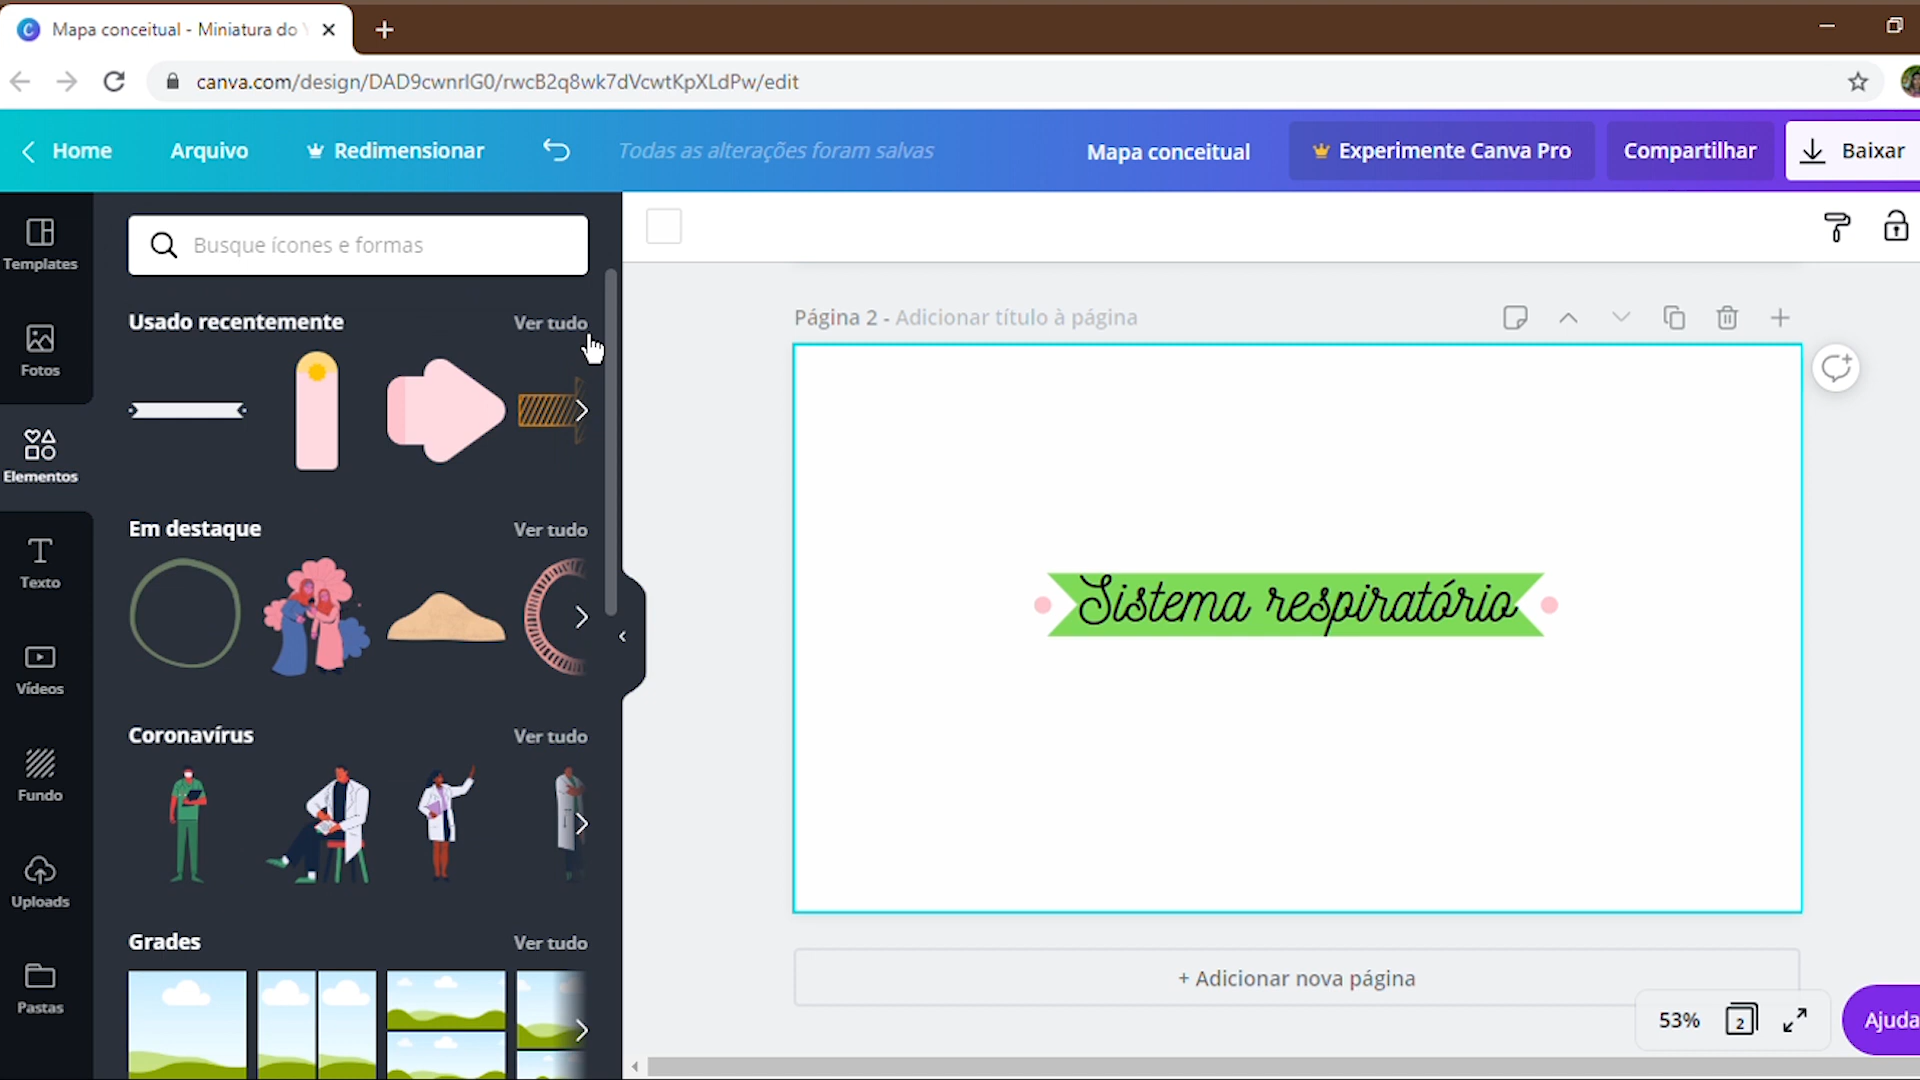 Mapa conceitual - Miniatura do
canva.com/design/DAD9cwnrlG0/rwcB2q8wk7dVcwtKpXLdPw/edit
Home
Arquivo
Redimensionar
Todas as alterações foram salvas
Mapa conceitual
Experimente Canva Pro
Compartilhar
Baixar
Templates
Fotos
Elementos
Texto
Vídeos
Fundo
Uploads
Pastas
Busque ícones e formas
Usado recentemente
Ver tudo
Em destaque
Ver tudo
Coronavírus
Ver tudo
Grades
Ver tudo
Página 2 - Adicionar título à página
Sistema respiratório
+ Adicionar nova página
53%
2
Ajuda